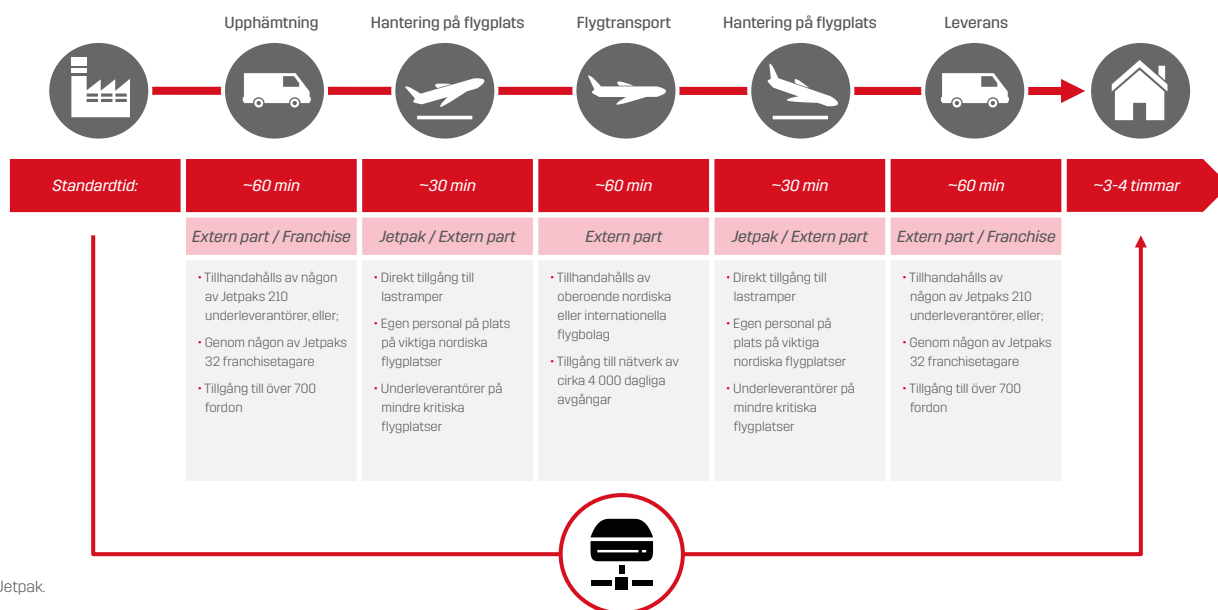 Upphämtning
Hantering på flygplats
Flygtransport
Hantering på flygplats
Leverans
Standardtid:
~60 min
~30 min
~60 min
~30 min
~60 min
~3-4 timmar
Extern part / Franchise
Jetpak / Extern part
Extern part
Jetpak / Extern part
Extern part / Franchise
• Tillhandahålls av någon
av Jetpaks 210
underleverantörer, eller;
• Genom någon av Jetpaks
32 franchisetagare
• Tillgång till över 700
fordon
• Direkt tillgång till
lastramper
• Egen personal på plats
på viktiga nordiska
flygplatser
• Underleverantörer på
mindre kritiska
flygplatser
• Tillhandahålls av
oberoende nordiska
eller internationella
flygbolag
• Tillgång till nätverk av
cirka 4 000 dagliga
avgångar
• Direkt tillgång till
lastramper
• Egen personal på
plats på viktiga
nordiska flygplatser
• Underleverantörer på
mindre kritiska
flygplatser
• Tillhandahålls av
någon av Jetpaks 210
underleverantörer, eller;
• Genom någon av Jetpaks
32 franchisetagare
• Tillgång till över 700
fordon
Jetpak.